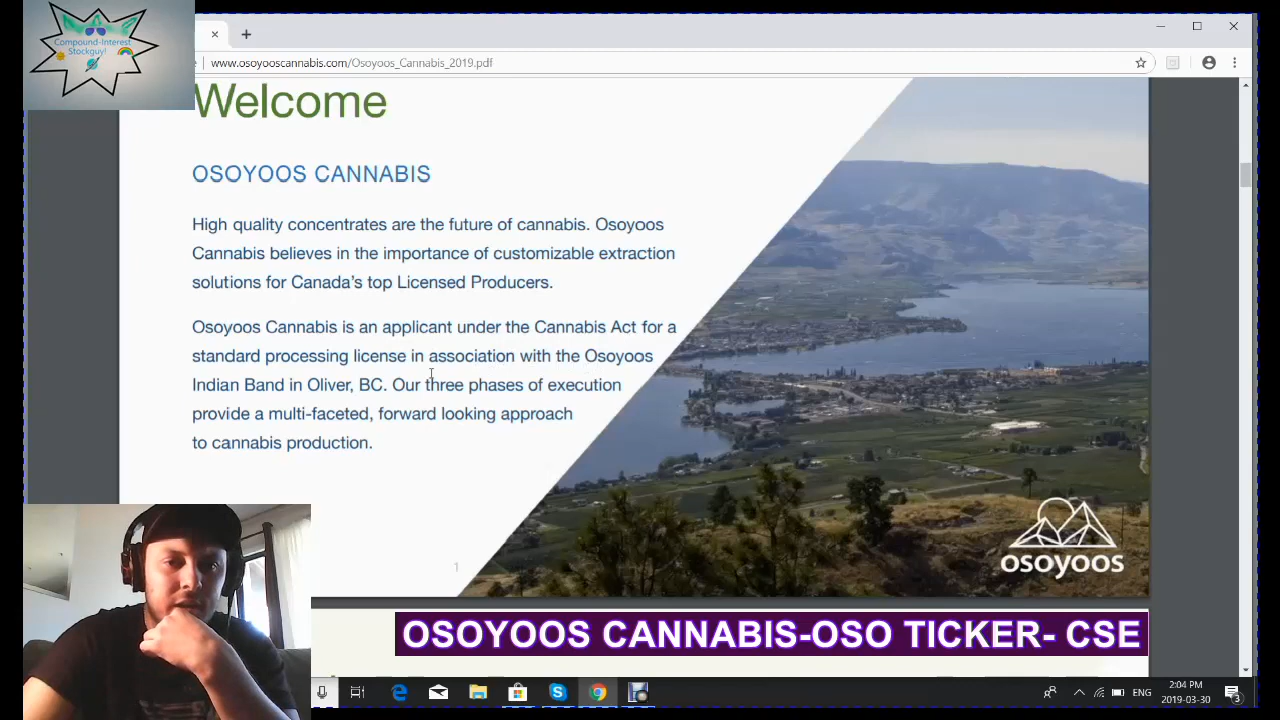 Compound-Interest
Stockguy!
www.osoyooscannabis.com/Osoyoos_Cannabis_2019.pdf
Welcome
OSOYOOS CANNABIS
High quality concentrates are the future of cannabis. Osoyoos
Cannabis believes in the importance of customizable extraction
solutions for Canada's top Licensed Producers.
Osoyoos Cannabis is an applicant under the Cannabis Act for a
standard processing license in association with the Osoyoos
Indian Band in Oliver, BC. Our three phases of execution
provide a multi-faceted, forward looking approach
to cannabis production.
1
osoyoos
OSOYOOS CANNABIS-OSO TICKER- CSE
ENG
2:04 PM
2019-03-30
3